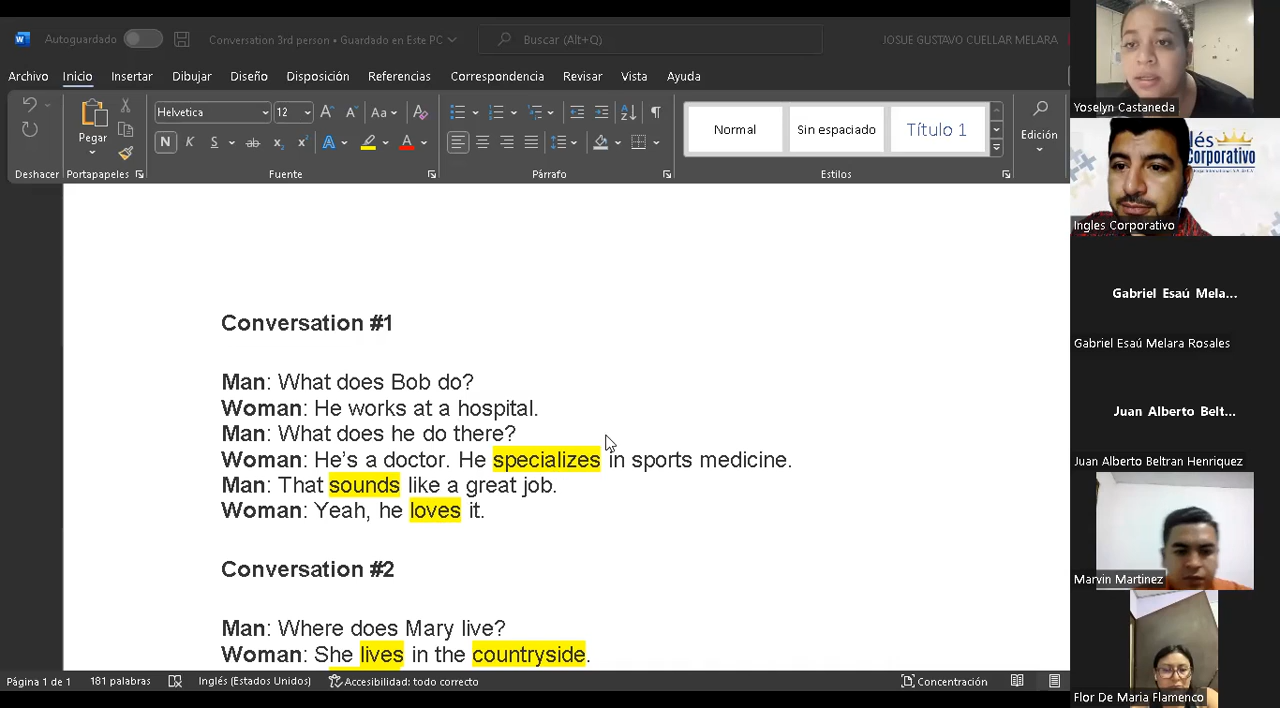 Autoguardado
Conversation 3rd person • Guardado en Este PC
Buscar (Alt+Q)
JOSUE GUSTAVO CUELLAR MELARA
Archivo Inicio Insertar Dibujar Diseño Disposición Referencias Correspondencia Revisar Vista Ayuda
Helvetica 12
Pegar
Normal
Sin espaciado
Título 1
Edición
Deshacer Portapapeles Fuente Párrafo Estilos
Conversation #1
Man: What does Bob do?
Woman: He works at a hospital.
Man: What does he do there?
Woman: He’s a doctor. He specializes in sports medicine.
Man: That sounds like a great job.
Woman: Yeah, he loves it.
Conversation #2
Man: Where does Mary live?
Woman: She lives in the countryside.
Página 1 de 1 181 palabras Inglés (Estados Unidos) Accesibilidad: todo correcto Concentración
Yoselyn Castaneda
lés
Corporativo
Ingles Corporativo
Gabriel Esaú Mela...
Gabriel Esaú Melara Rosales
Juan Alberto Belt...
Juan Alberto Beltran Henriquez
Marvin Martinez
Flor De Maria Flamenco